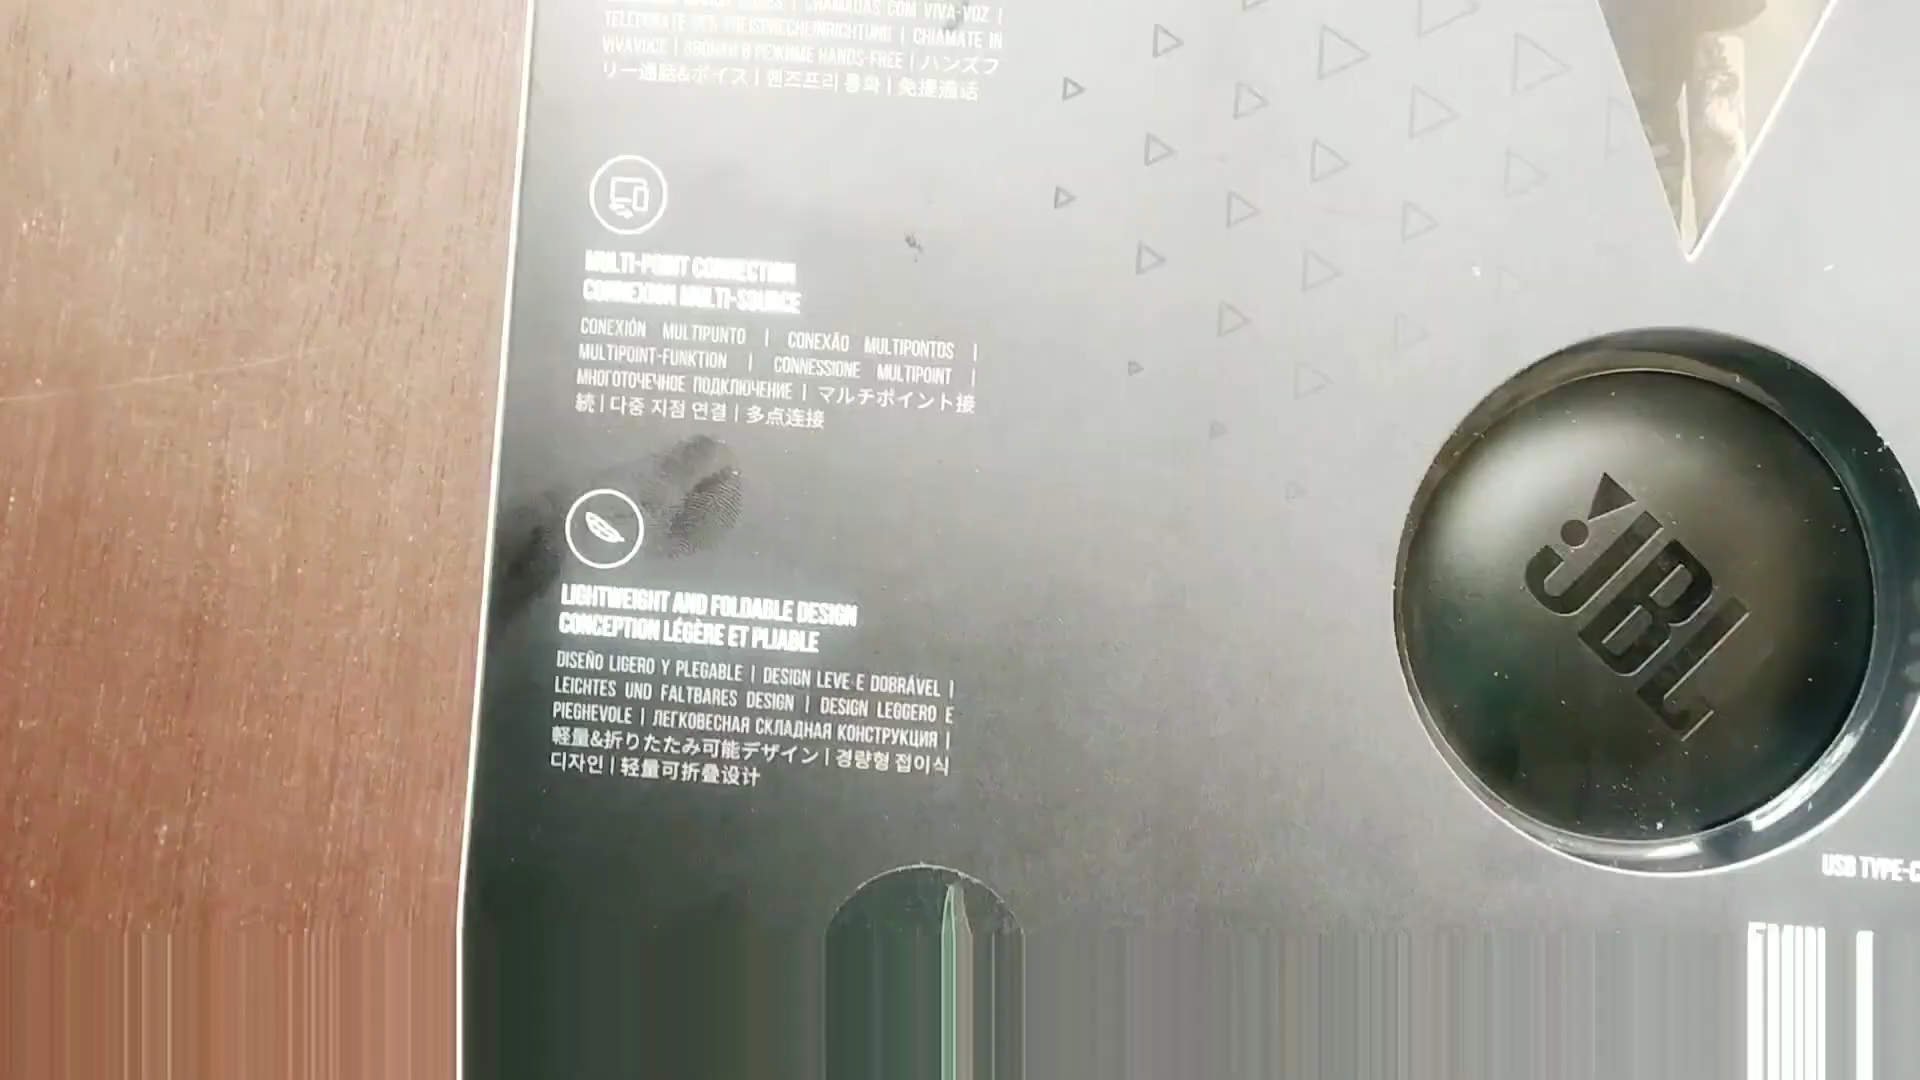 CHAMADAS COM VIVA-VOZ |
TELEFONATE MIT FREISPRECHEINRICHTUNG | CHIAMATE IN
VIVAVOCE | ЗВОНКИ В РЕЖИМЕ HANDS-FREE | ハンズフ
リー通話&ボイス | 핸즈프리 통화 | 免提通话
MULTI-POINT CONNECTION
CONNEXION MULTI-SOURCE
CONEXIÓN MULTIPUNTO | CONEXÃO MULTIPONTOS |
MULTIPOINT-FUNKTION | CONNESSIONE MULTIPOINT |
МНОГОТОЧЕЧНОЕ ПОДКЛЮЧЕНИЕ | マルチポイント接
続 | 다중 지점 연결 | 多点连接
LIGHTWEIGHT AND FOLDABLE DESIGN
CONCEPTION LÉGÈRE ET PLIABLE
DISEÑO LIGERO Y PLEGABLE | DESIGN LEVE E DOBRÁVEL |
LEICHTES UND FALTBARES DESIGN | DESIGN LEGGERO E
PIEGHEVOLE | ЛЕГКОВЕСНАЯ СКЛАДНАЯ КОНСТРУКЦИЯ |
軽量&折りたたみ可能デザイン | 경량형 접이식
디자인 | 轻量可折叠设计
JBL
USB TYPE-C